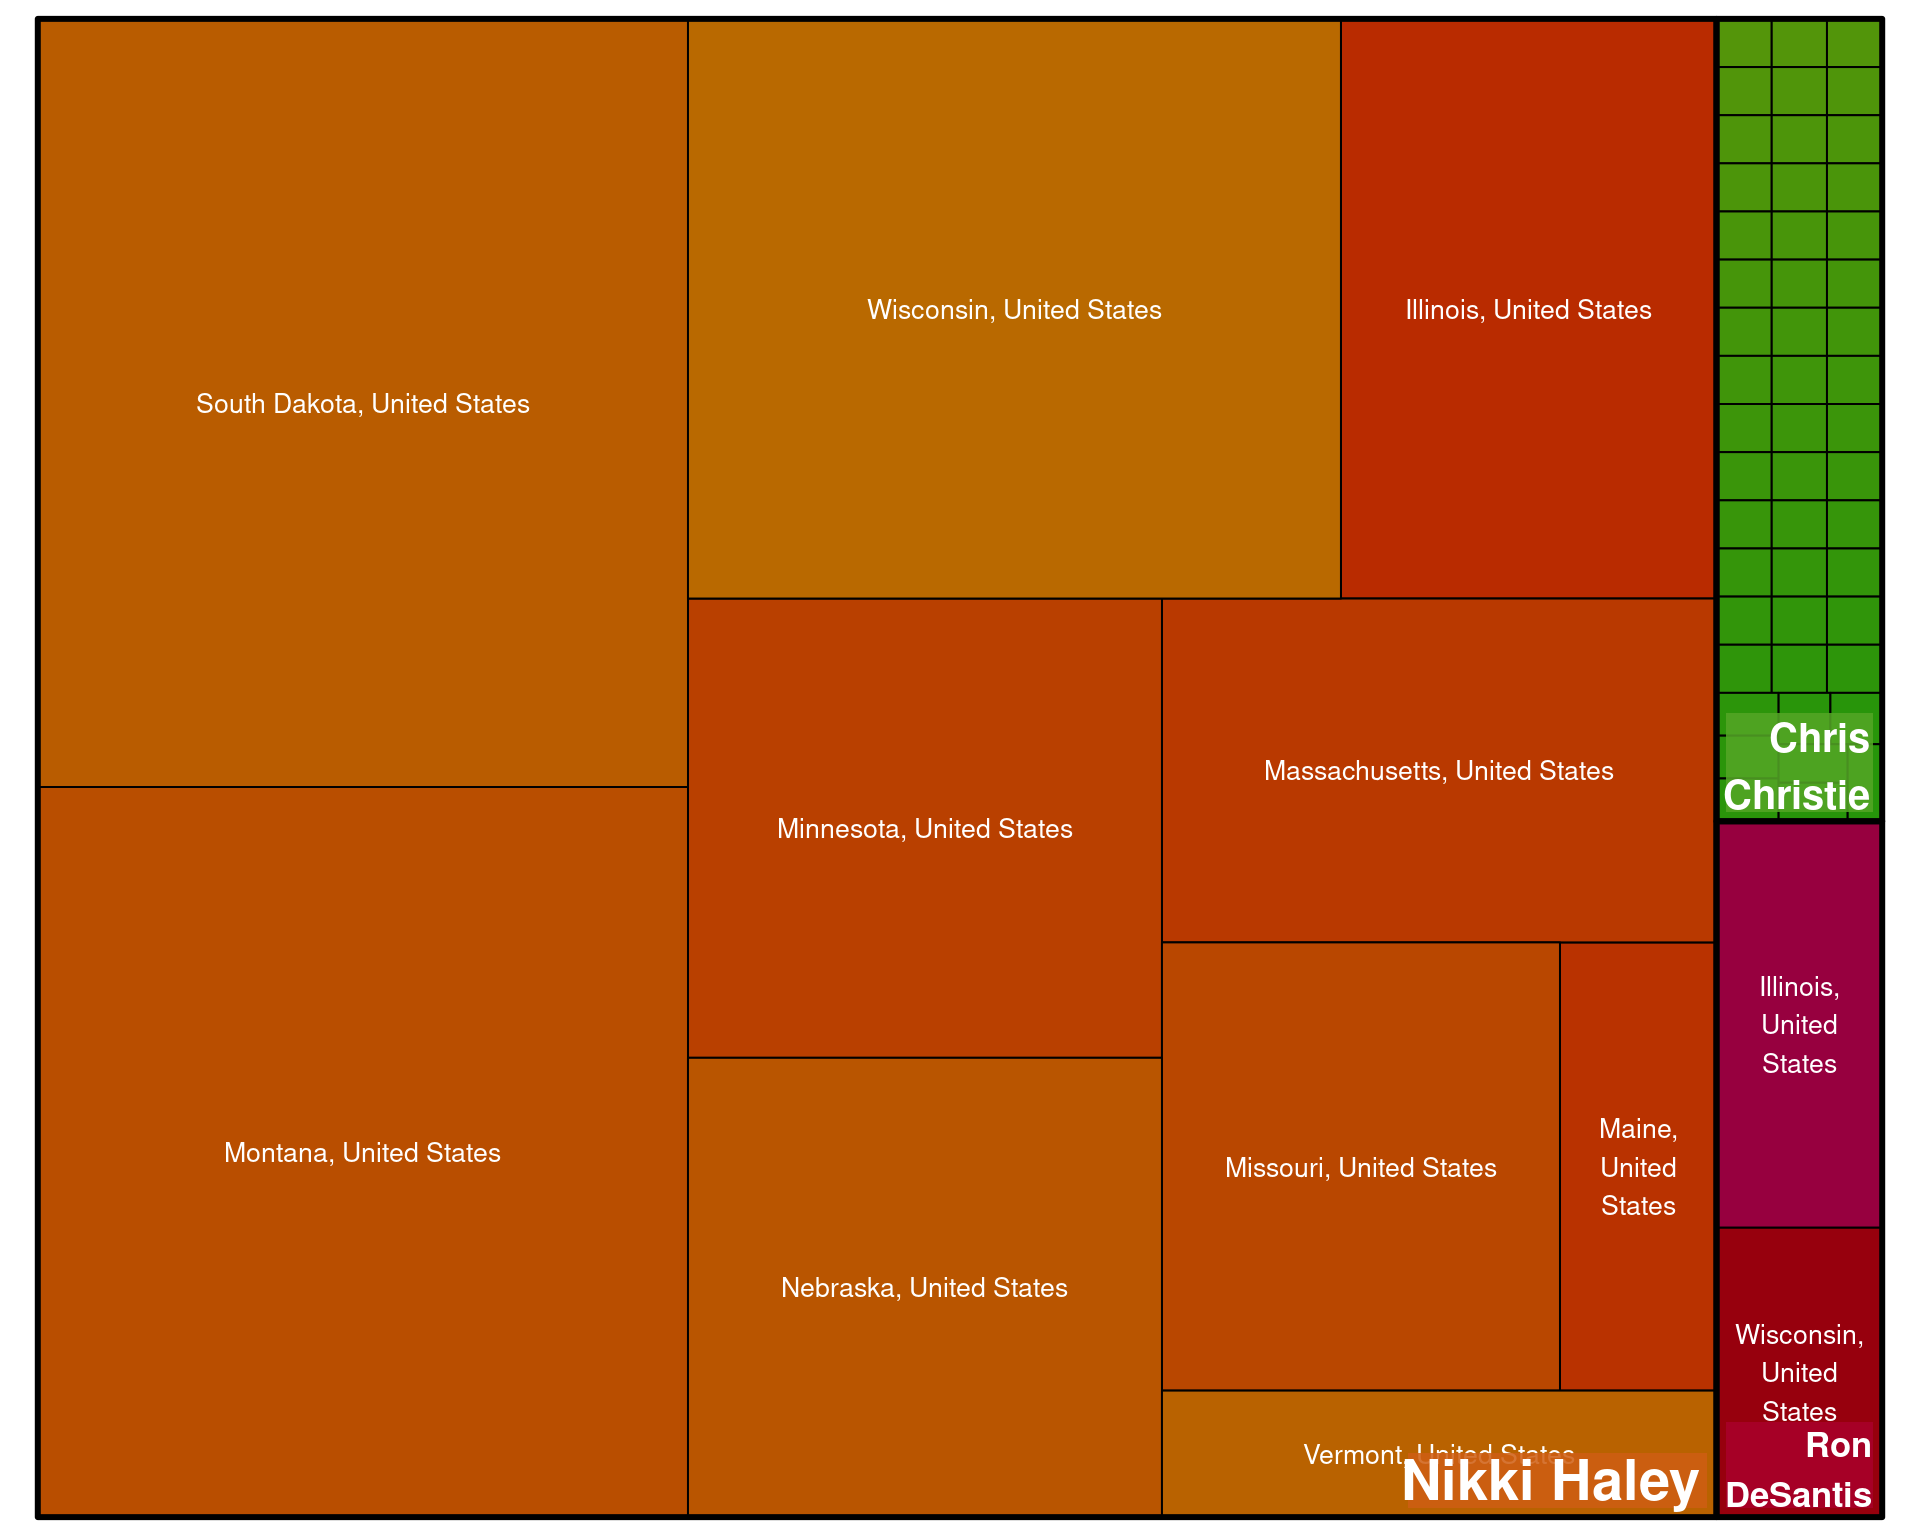 South Dakota, United States
Wisconsin, United States
Illinois, United States
Montana, United States
Minnesota, United States
Massachusetts, United States
Nebraska, United States
Missouri, United States
Maine,
United
States
Vermont, United States
Nikki Haley
Chris
Christie
Illinois,
United
States
Wisconsin,
United
States
Ron
DeSantis